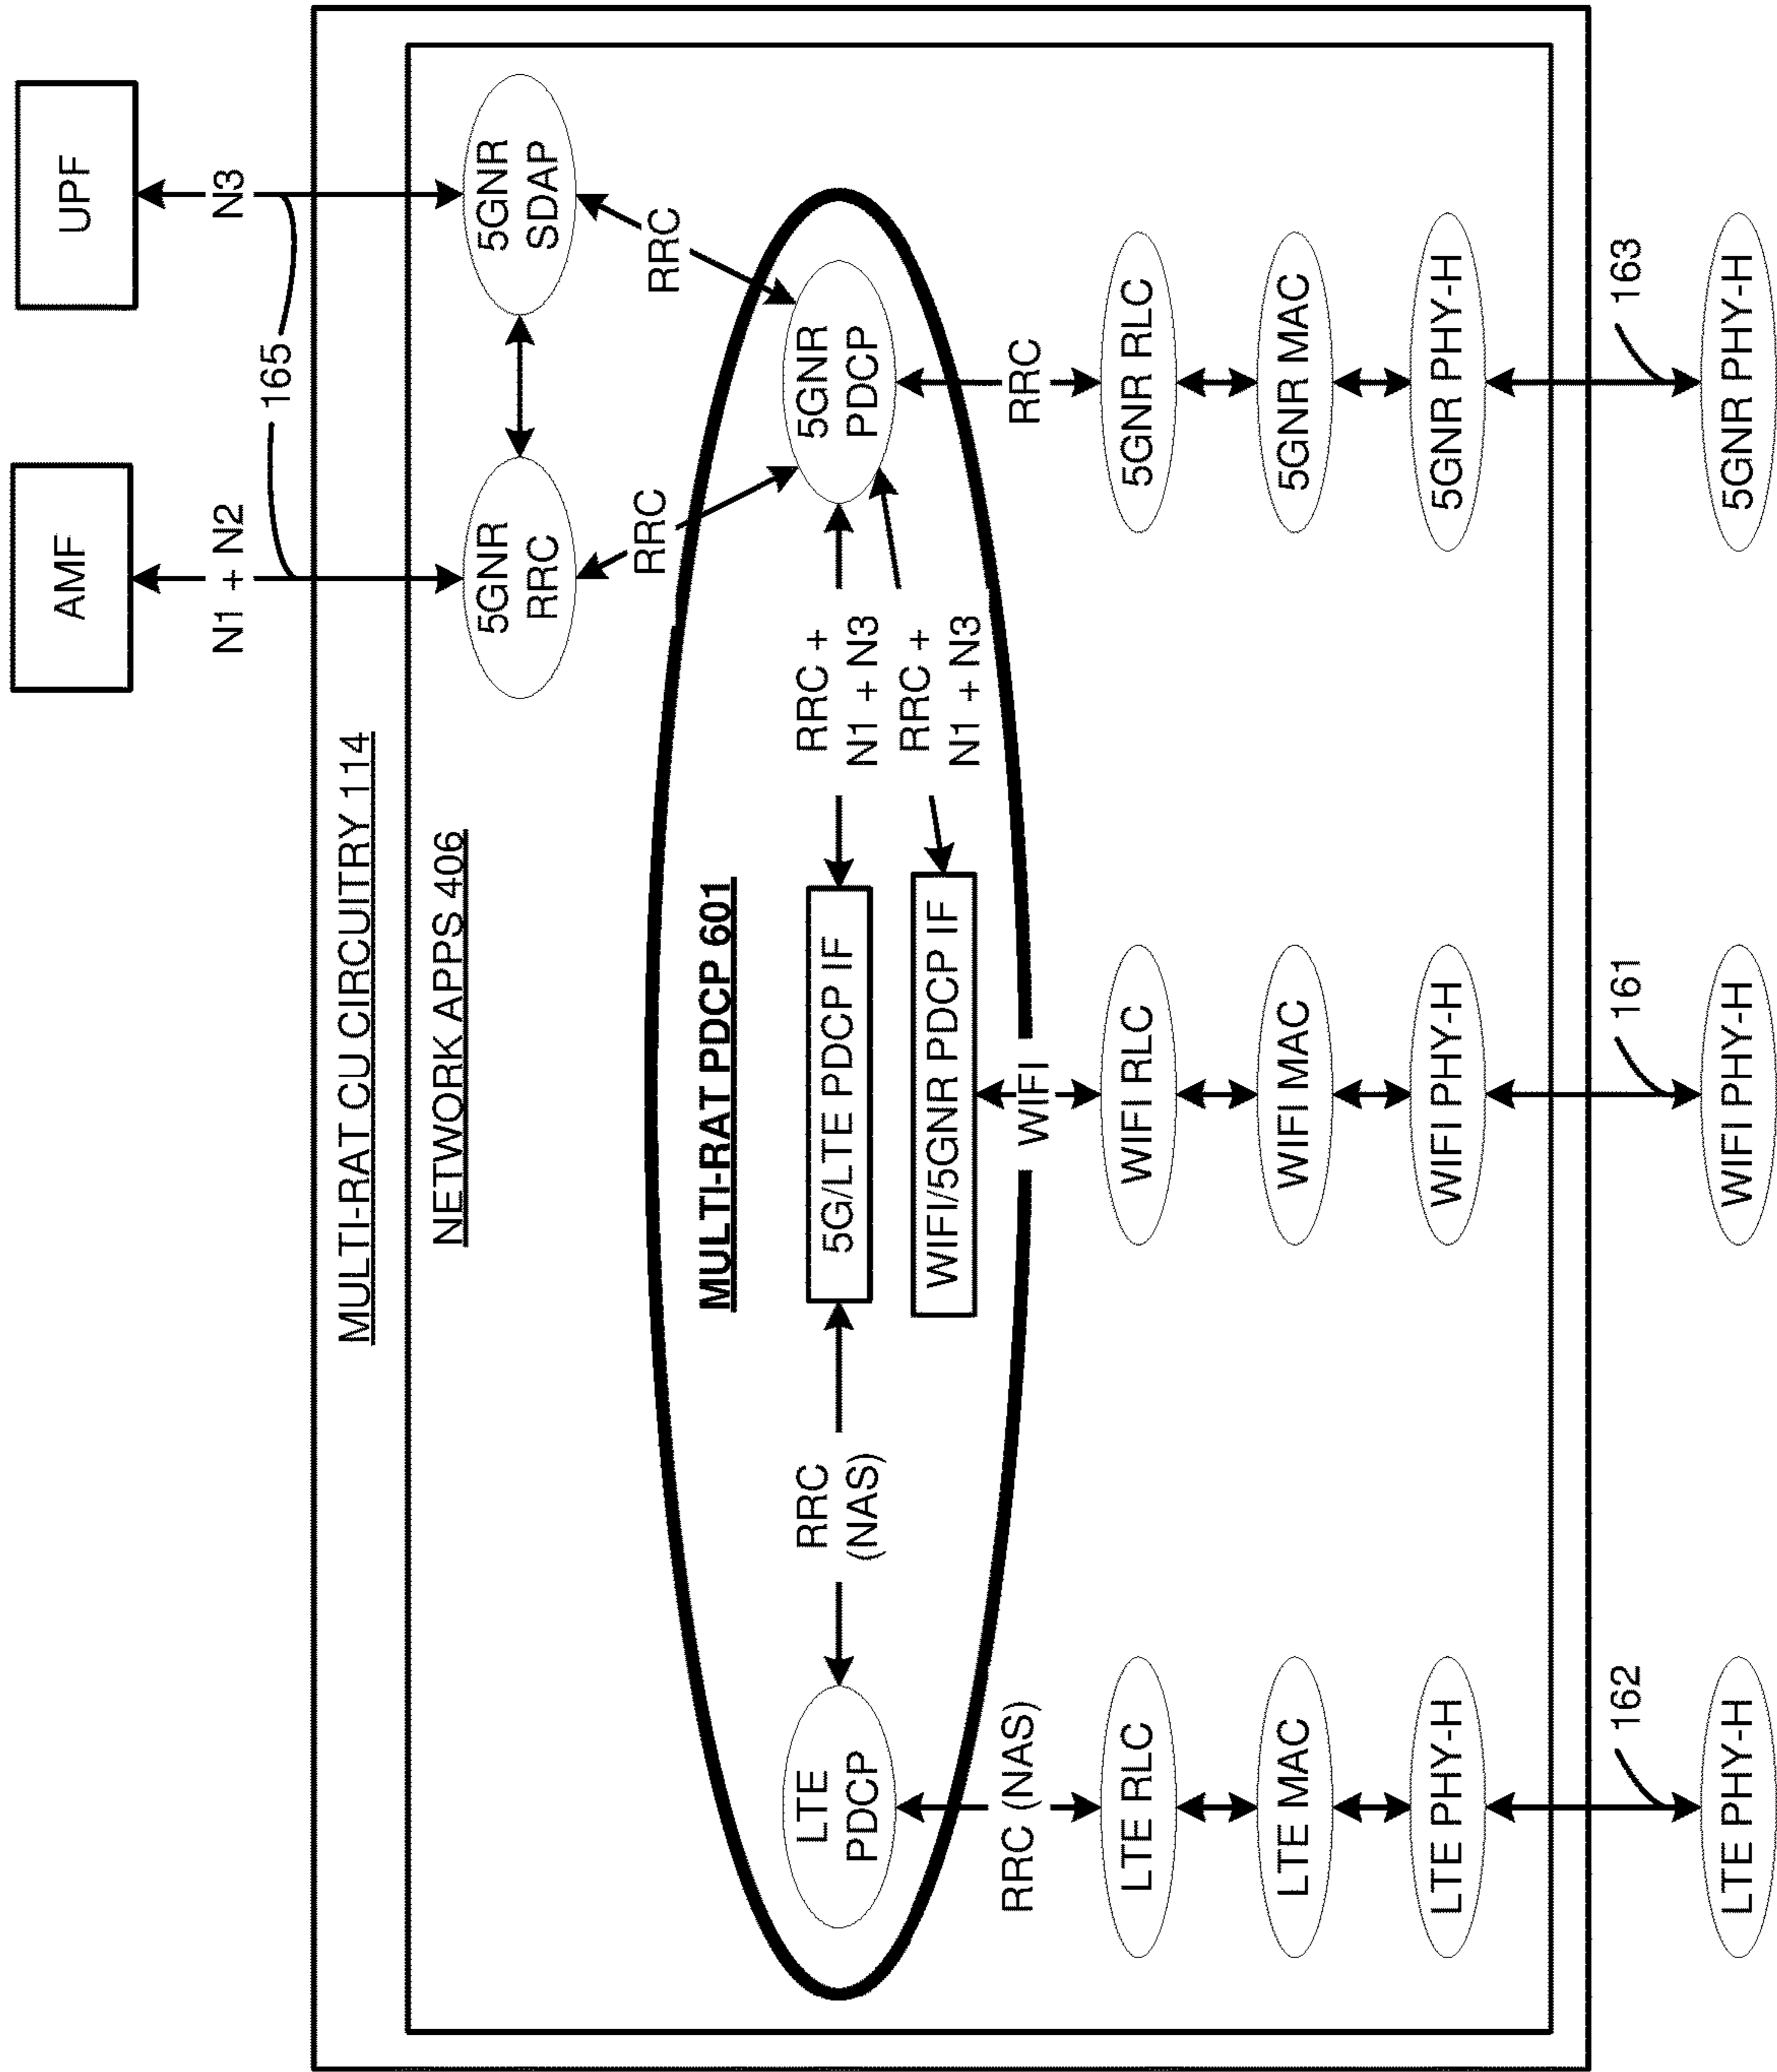 AMF
UPF
N1 + N2
N3
165
MULTI-RAT CU CIRCUITRY 114
NETWORK APPS 406
5GNR
RRC
5GNR
SDAP
RRC
RRC
MULTI-RAT PDCP 601
LTE
PDCP
RRC
(NAS)
5G/LTE PDCP IF
RRC +
N1 + N3
5GNR
PDCP
WIFI/5GNR PDCP IF
RRC +
N1 + N3
RRC (NAS)
WIFI
RRC
LTE RLC
WIFI RLC
5GNR RLC
LTE MAC
WIFI MAC
5GNR MAC
LTE PHY-H
WIFI PHY-H
5GNR PHY-H
162
161
163
LTE PHY-H
WIFI PHY-H
5GNR PHY-H